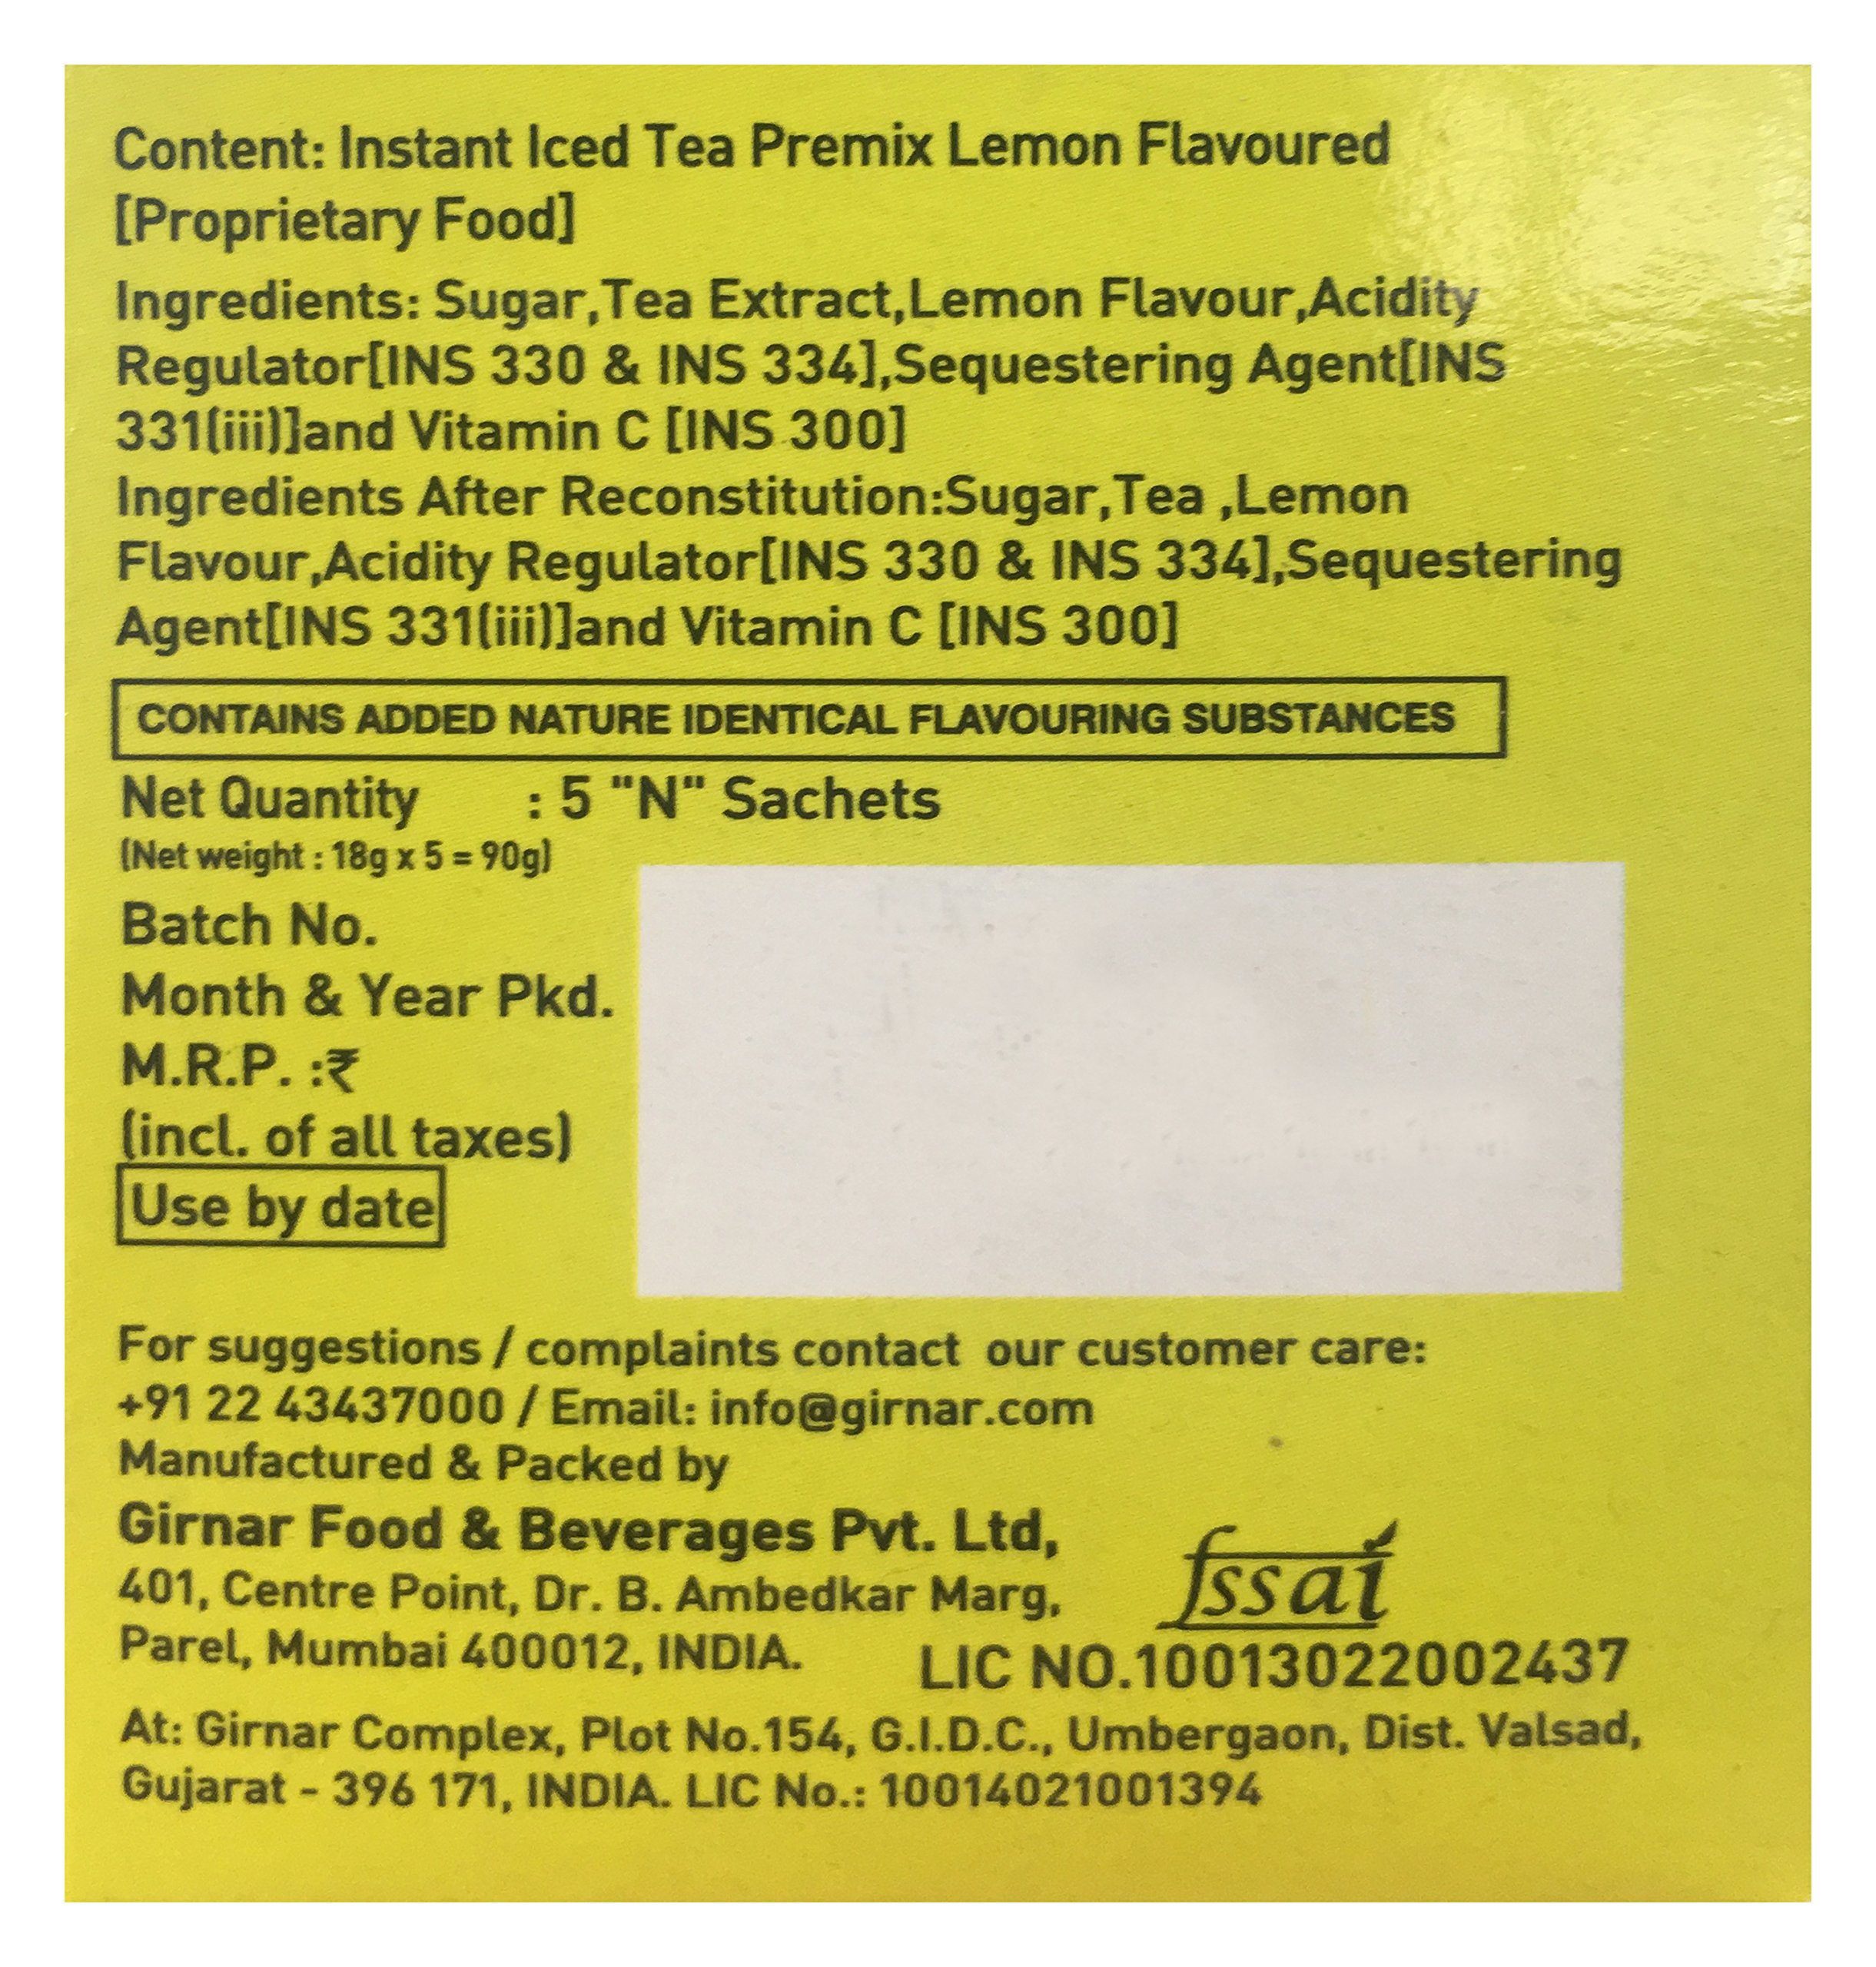 Content: Instant Iced Tea Premix Lemon Flavoured
[Proprietary Food]
Ingredients: Sugar,Tea Extract,Lemon Flavour,Acidity
Regulator[INS 330 & INS 334],Sequestering Agent[INS
331(iii)]and Vitamin C [INS 300]
Ingredients After Reconstitution:Sugar,Tea ,Lemon
Flavour,Acidity Regulator[INS 330 & INS 334],Sequestering
Agent[INS 331(iii)]and Vitamin C [INS 300]
CONTAINS ADDED NATURE IDENTICAL FLAVOURING SUBSTANCES
Net Quantity : 5 "N" Sachets
(Net weight : 18g x 5 = 90g)
Batch No.
Month & Year Pkd.
M.R.P. :₹
(incl. of all taxes)
Use by date
For suggestions / complaints contact our customer care:
+91 22 43437000 / Email: info@girnar.com
Manufactured & Packed by
Girnar Food & Beverages Pvt. Ltd,
401, Centre Point, Dr. B. Ambedkar Marg,
Parel, Mumbai 400012, INDIA.
fssai
LIC NO.10013022002437
At: Girnar Complex, Plot No.154, G.I.D.C., Umbergaon, Dist. Valsad,
Gujarat - 396 171, INDIA. LIC No.: 10014021001394